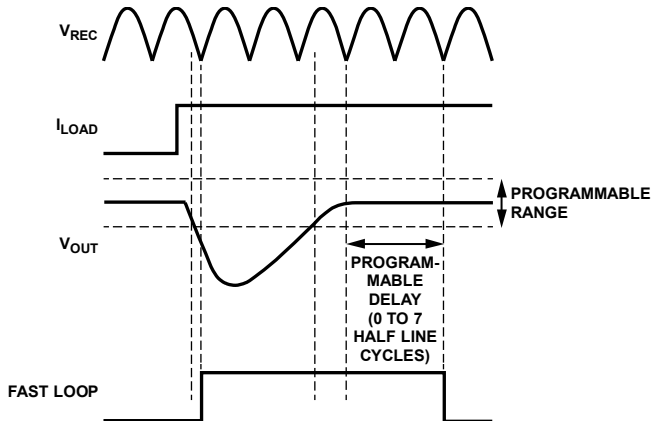 VREC
ILOAD
PROGRAMMABLE
RANGE
VOUT
PROGRAM-
MABLE
DELAY
(0 TO 7
HALF LINE
CYCLES)
FAST LOOP